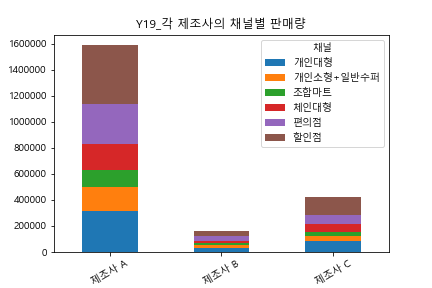 Y19_각 제조사의 채널별 판매량
1600000
1400000
1200000
1000000
800000
600000
400000
200000
0
채널
개인대형
개인소형+일반수퍼
조합마트
체인대형
편의점
할인점
제조사 A
제조사 B
제조사 C